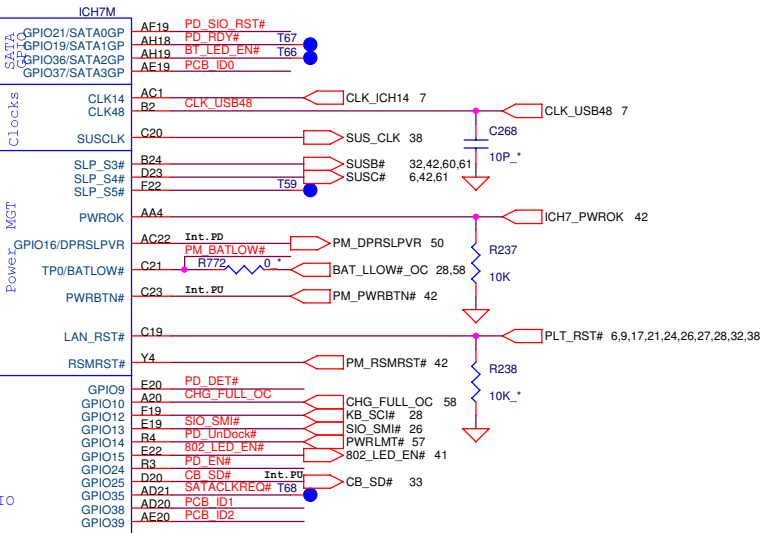 ICH7M
SATA GPIO
GPIO21/SATA0GP AF19 PD_SIO_RST#
GPIO19/SATA1GP AH18 PD_RDY# T67
GPIO36/SATA2GP AH19 BT_LED_EN# T66
GPIO37/SATA3GP AE19 PCB_ID0
Clocks
CLK14 AC1 CLK_ICH14 7
CLK48 B2 CLK_USB48 CLK_USB48 7
C268
10P_*
SUSCLK C20 SUS_CLK 38
Power MGT
SLP_S3# B24 SUSB# 32,42,60,61
SLP_S4# D23 SUSC# 6,42,61
SLP_S5# F22 T59
PWROK AA4 ICH7_PWROK 42
R237
10K
GPIO16/DPRSLPVR AC22 Int.PD PM_DPRSLPVR 50
PM_BATLOW#
TP0/BATLOW# C21 R772 0_* BAT_LLOW#_OC 28,58
PWRBTN# C23 Int.PU PM_PWRBTN# 42
LAN_RST# C19 PLT_RST# 6,9,17,21,24,26,27,28,32,38
R238
10K_*
RSMRST# Y4 PM_RSMRST# 42
IO
GPIO9 E20 PD_DET#
GPIO10 A20 CHG_FULL_OC CHG_FULL_OC 58
GPIO12 F19 KB_SCI# 28
GPIO13 E19 SIO_SMI# SIO_SMI# 26
GPIO14 R4 PD_UnDock# PWRLMT# 57
GPIO15 E22 802_LED_EN# 802_LED_EN# 41
GPIO24 R3 PD_EN#
GPIO25 D20 CB_SD# Int.PU CB_SD# 33
GPIO35 AD21 SATACLKREQ# T68
GPIO38 AD20 PCB_ID1
GPIO39 AE20 PCB_ID2